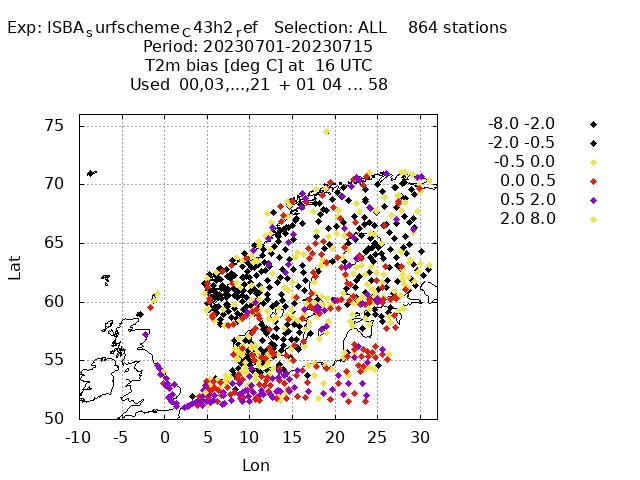 Exp: ISBA_surfscheme_C43h2_ref Selection: ALL 864 stations
Period: 20230701-20230715
T2m bias [deg C] at 16 UTC
Used 00,03,...,21 + 01 04 ... 58
-8.0 -2.0
-2.0 -0.5
-0.5 0.0
0.0 0.5
0.5 2.0
2.0 8.0
75
70
65
60
55
50
Lat
-10 -5 0 5 10 15 20 25 30
Lon